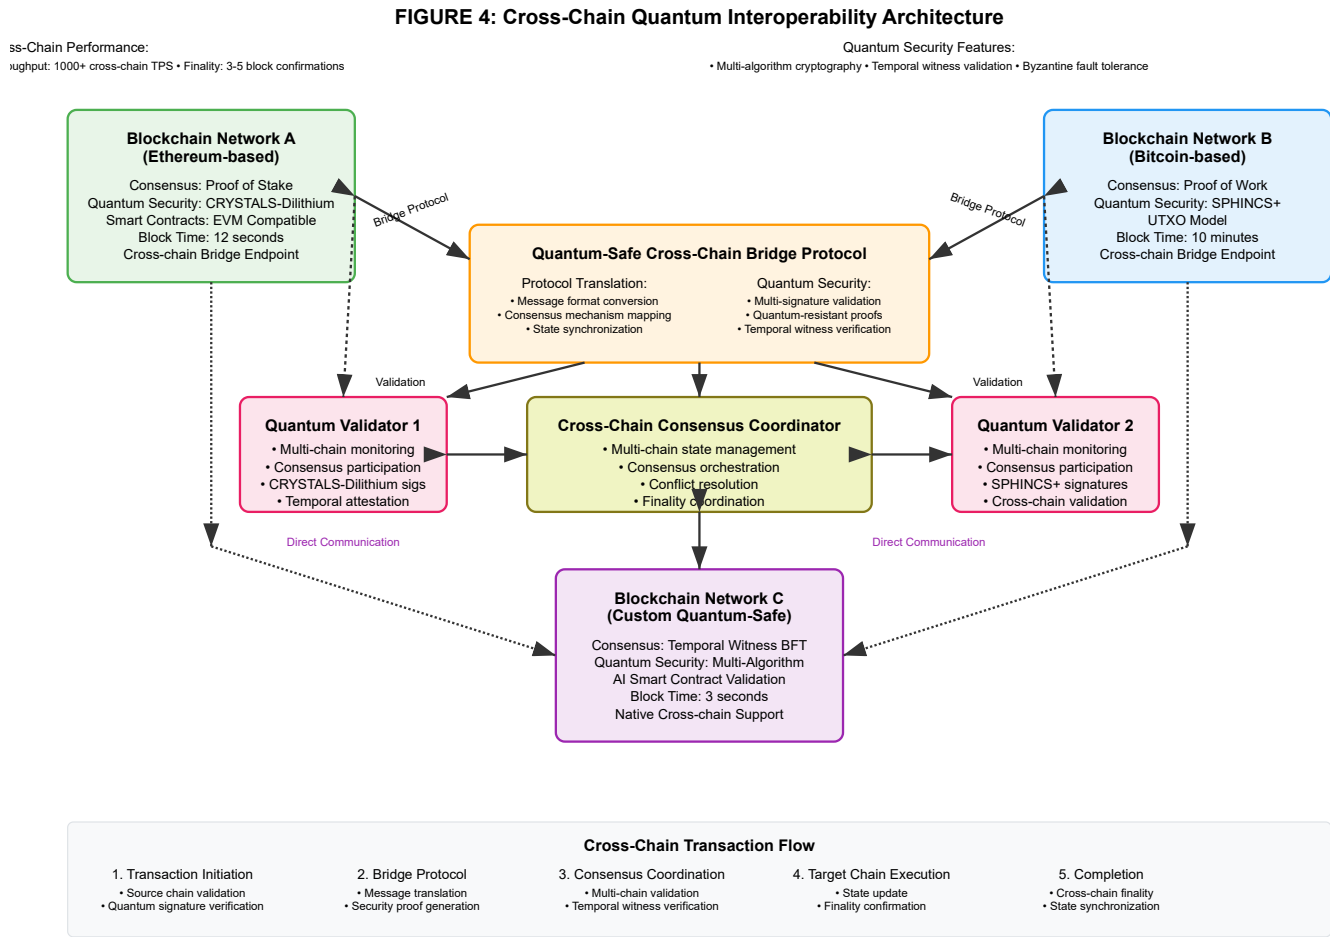 FIGURE 4: Cross-Chain Quantum Interoperability Architecture
ss-Chain Performance:
oughput: 1000+ cross-chain TPS • Finality: 3-5 block confirmations
Quantum Security Features:
• Multi-algorithm cryptography • Temporal witness validation • Byzantine fault tolerance
Blockchain Network A
(Ethereum-based)
Consensus: Proof of Stake
Quantum Security: CRYSTALS-Dilithium
Smart Contracts: EVM Compatible
Block Time: 12 seconds
Cross-chain Bridge Endpoint
Bridge Protocol
Blockchain Network B
(Bitcoin-based)
Consensus: Proof of Work
Quantum Security: SPHINCS+
UTXO Model
Block Time: 10 minutes
Cross-chain Bridge Endpoint
Bridge Protocol
Quantum-Safe Cross-Chain Bridge Protocol
Protocol Translation:
• Message format conversion
• Consensus mechanism mapping
• State synchronization
Quantum Security:
• Multi-signature validation
• Quantum-resistant proofs
• Temporal witness verification
Validation
Validation
Quantum Validator 1
• Multi-chain monitoring
• Consensus participation
• CRYSTALS-Dilithium sigs
• Temporal attestation
Cross-Chain Consensus Coordinator
• Multi-chain state management
• Consensus orchestration
• Conflict resolution
• Finality coordination
Quantum Validator 2
• Multi-chain monitoring
• Consensus participation
• SPHINCS+ signatures
• Cross-chain validation
Direct Communication
Direct Communication
Blockchain Network C
(Custom Quantum-Safe)
Consensus: Temporal Witness BFT
Quantum Security: Multi-Algorithm
AI Smart Contract Validation
Block Time: 3 seconds
Native Cross-chain Support
Cross-Chain Transaction Flow
1. Transaction Initiation
• Source chain validation
• Quantum signature verification
2. Bridge Protocol
• Message translation
• Security proof generation
3. Consensus Coordination
• Multi-chain validation
• Temporal witness verification
4. Target Chain Execution
• State update
• Finality confirmation
5. Completion
• Cross-chain finality
• State synchronization